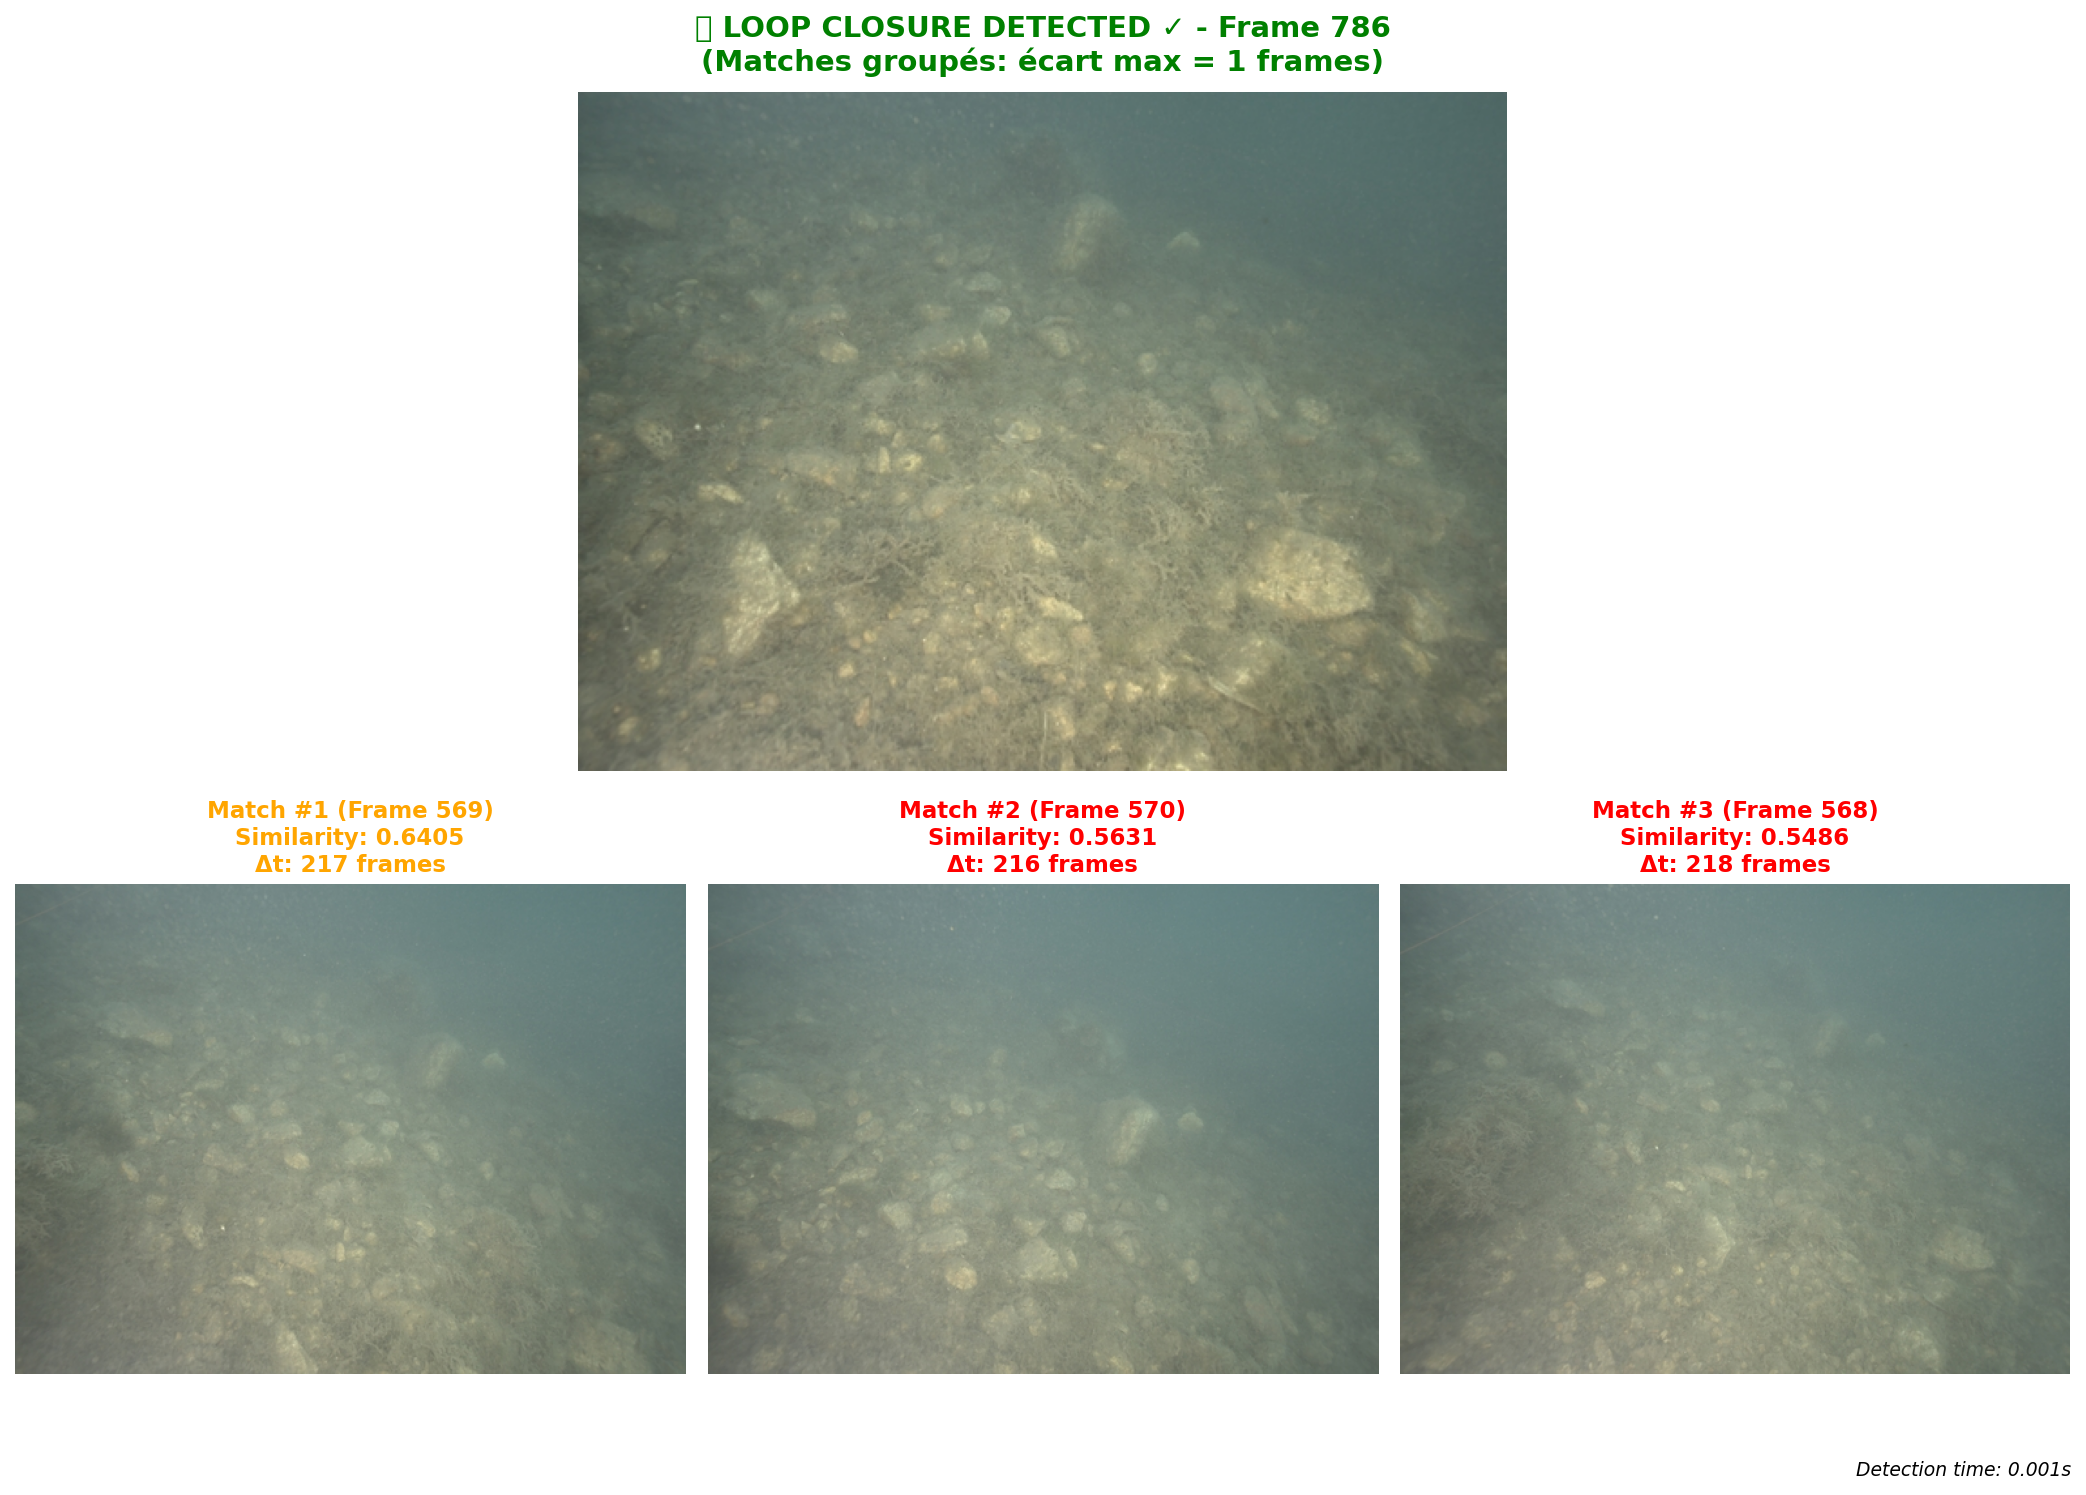 LOOP CLOSURE DETECTED ✓ - Frame 786
(Matches groupés: écart max = 1 frames)
Match #1 (Frame 569)
Similarity: 0.6405
Δt: 217 frames
Match #2 (Frame 570)
Similarity: 0.5631
Δt: 216 frames
Match #3 (Frame 568)
Similarity: 0.5486
Δt: 218 frames
Detection time: 0.001s